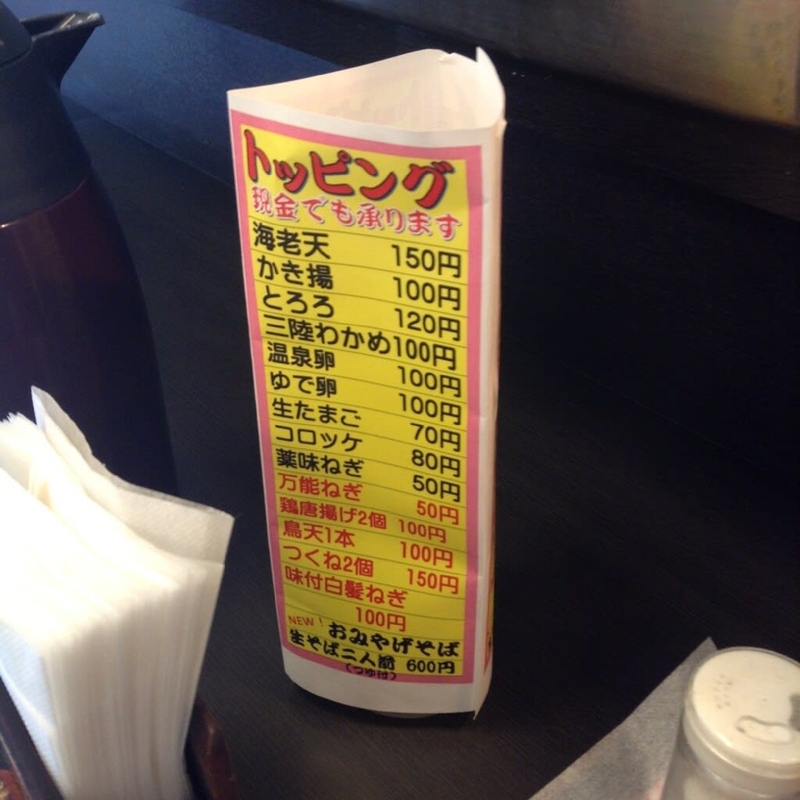 トッピング
現金でも承ります
海老天 150円
かき揚 100円
とろろ 120円
三陸わかめ100円
温泉卵 100円
ゆで卵 100円
生たまご 70円
コロッケ 80円
薬味ねぎ 50円
万能ねぎ 50円
鶏唐揚げ2個 100円
鳥天1本 100円
つくね2個 150円
味付白髪ねぎ
100円
NEW! おみやげそば
生そば二人前 600円
(つゆ付)